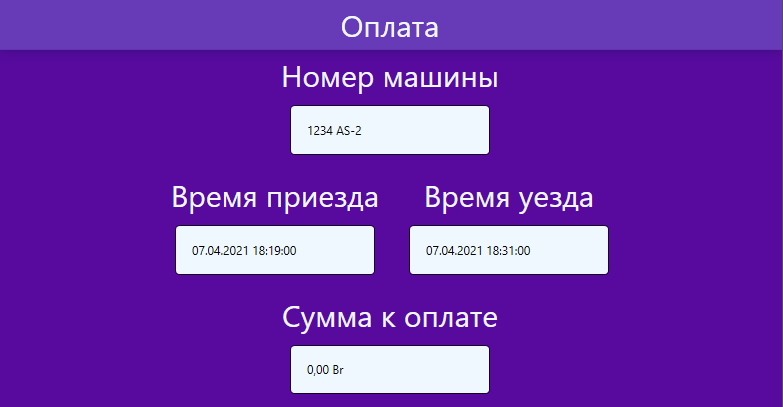 Оплата
Номер машины
1234 AS-2
Время приезда Время уезда
07.04.2021 18:19:00 07.04.2021 18:31:00
Сумма к оплате
0,00 Br